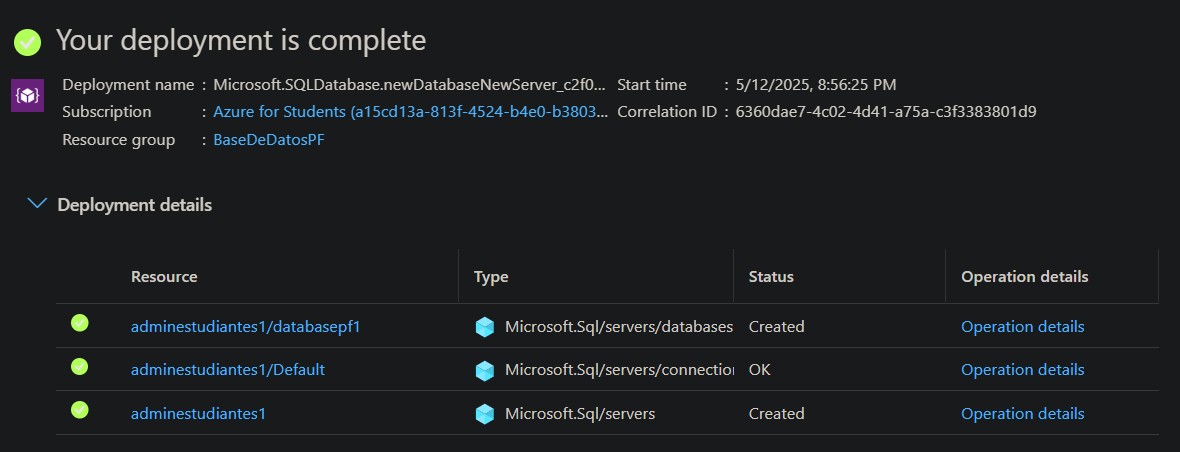 Your deployment is complete
Deployment name : Microsoft.SQLDatabase.newDatabaseNewServer_c2f0... Start time : 5/12/2025, 8:56:25 PM
Subscription : Azure for Students (a15cd13a-813f-4524-b4e0-b3803... Correlation ID : 6360dae7-4c02-4d41-a75a-c3f3383801d9
Resource group : BaseDeDatosPF
Deployment details
Resource Type Status Operation details
adminestudiantes1/databasepf1 Microsoft.Sql/servers/databases Created Operation details
adminestudiantes1/Default Microsoft.Sql/servers/connectio OK Operation details
adminestudiantes1 Microsoft.Sql/servers Created Operation details